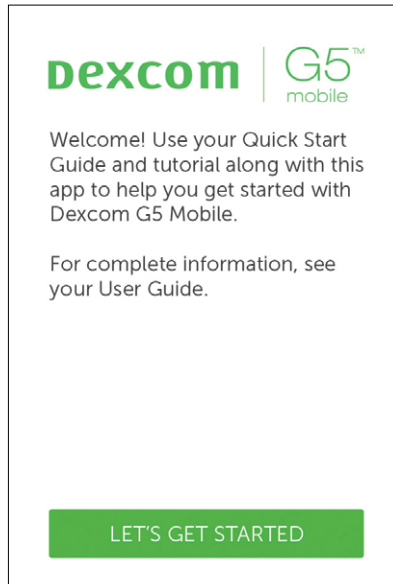 Dexcom G5™
mobile
Welcome! Use your Quick Start
Guide and tutorial along with this
app to help you get started with
Dexcom G5 Mobile.
For complete information, see
your User Guide.
LET'S GET STARTED